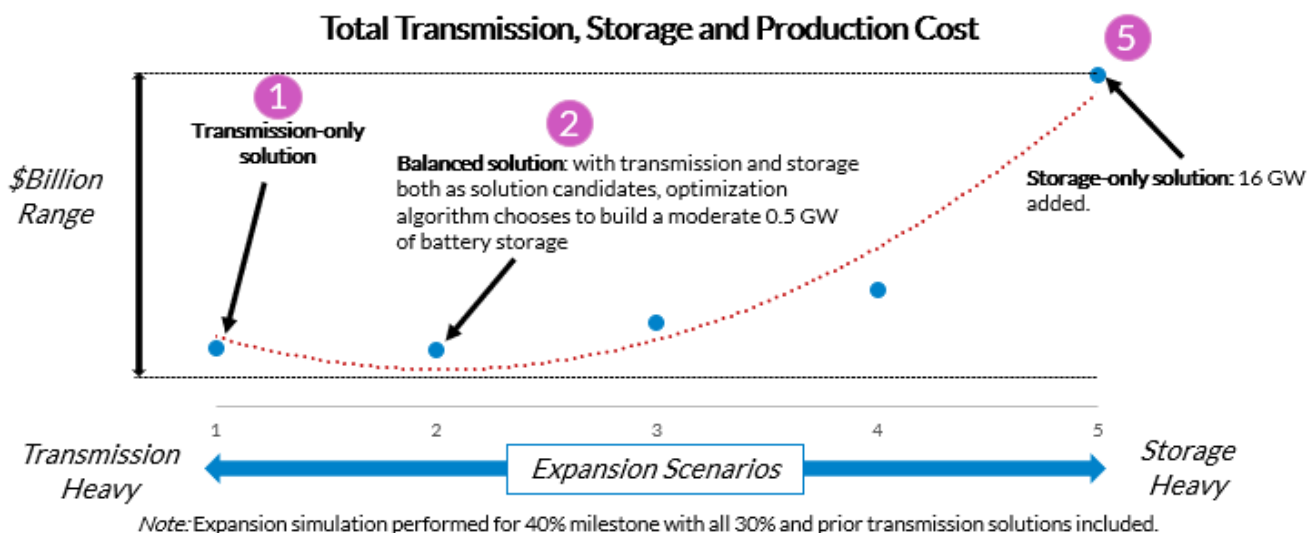 Total Transmission, Storage and Production Cost
5
1
Transmission-only
solution
2
Balanced solution: with transmission and storage
both as solution candidates, optimization
algorithm chooses to build a moderate 0.5 GW
of battery storage
Storage-only solution: 16 GW
added.
$Billion
Range
1
2
3
4
5
Transmission
Heavy
Expansion Scenarios
Storage
Heavy
Note: Expansion simulation performed for 40% milestone with all 30% and prior transmission solutions included.